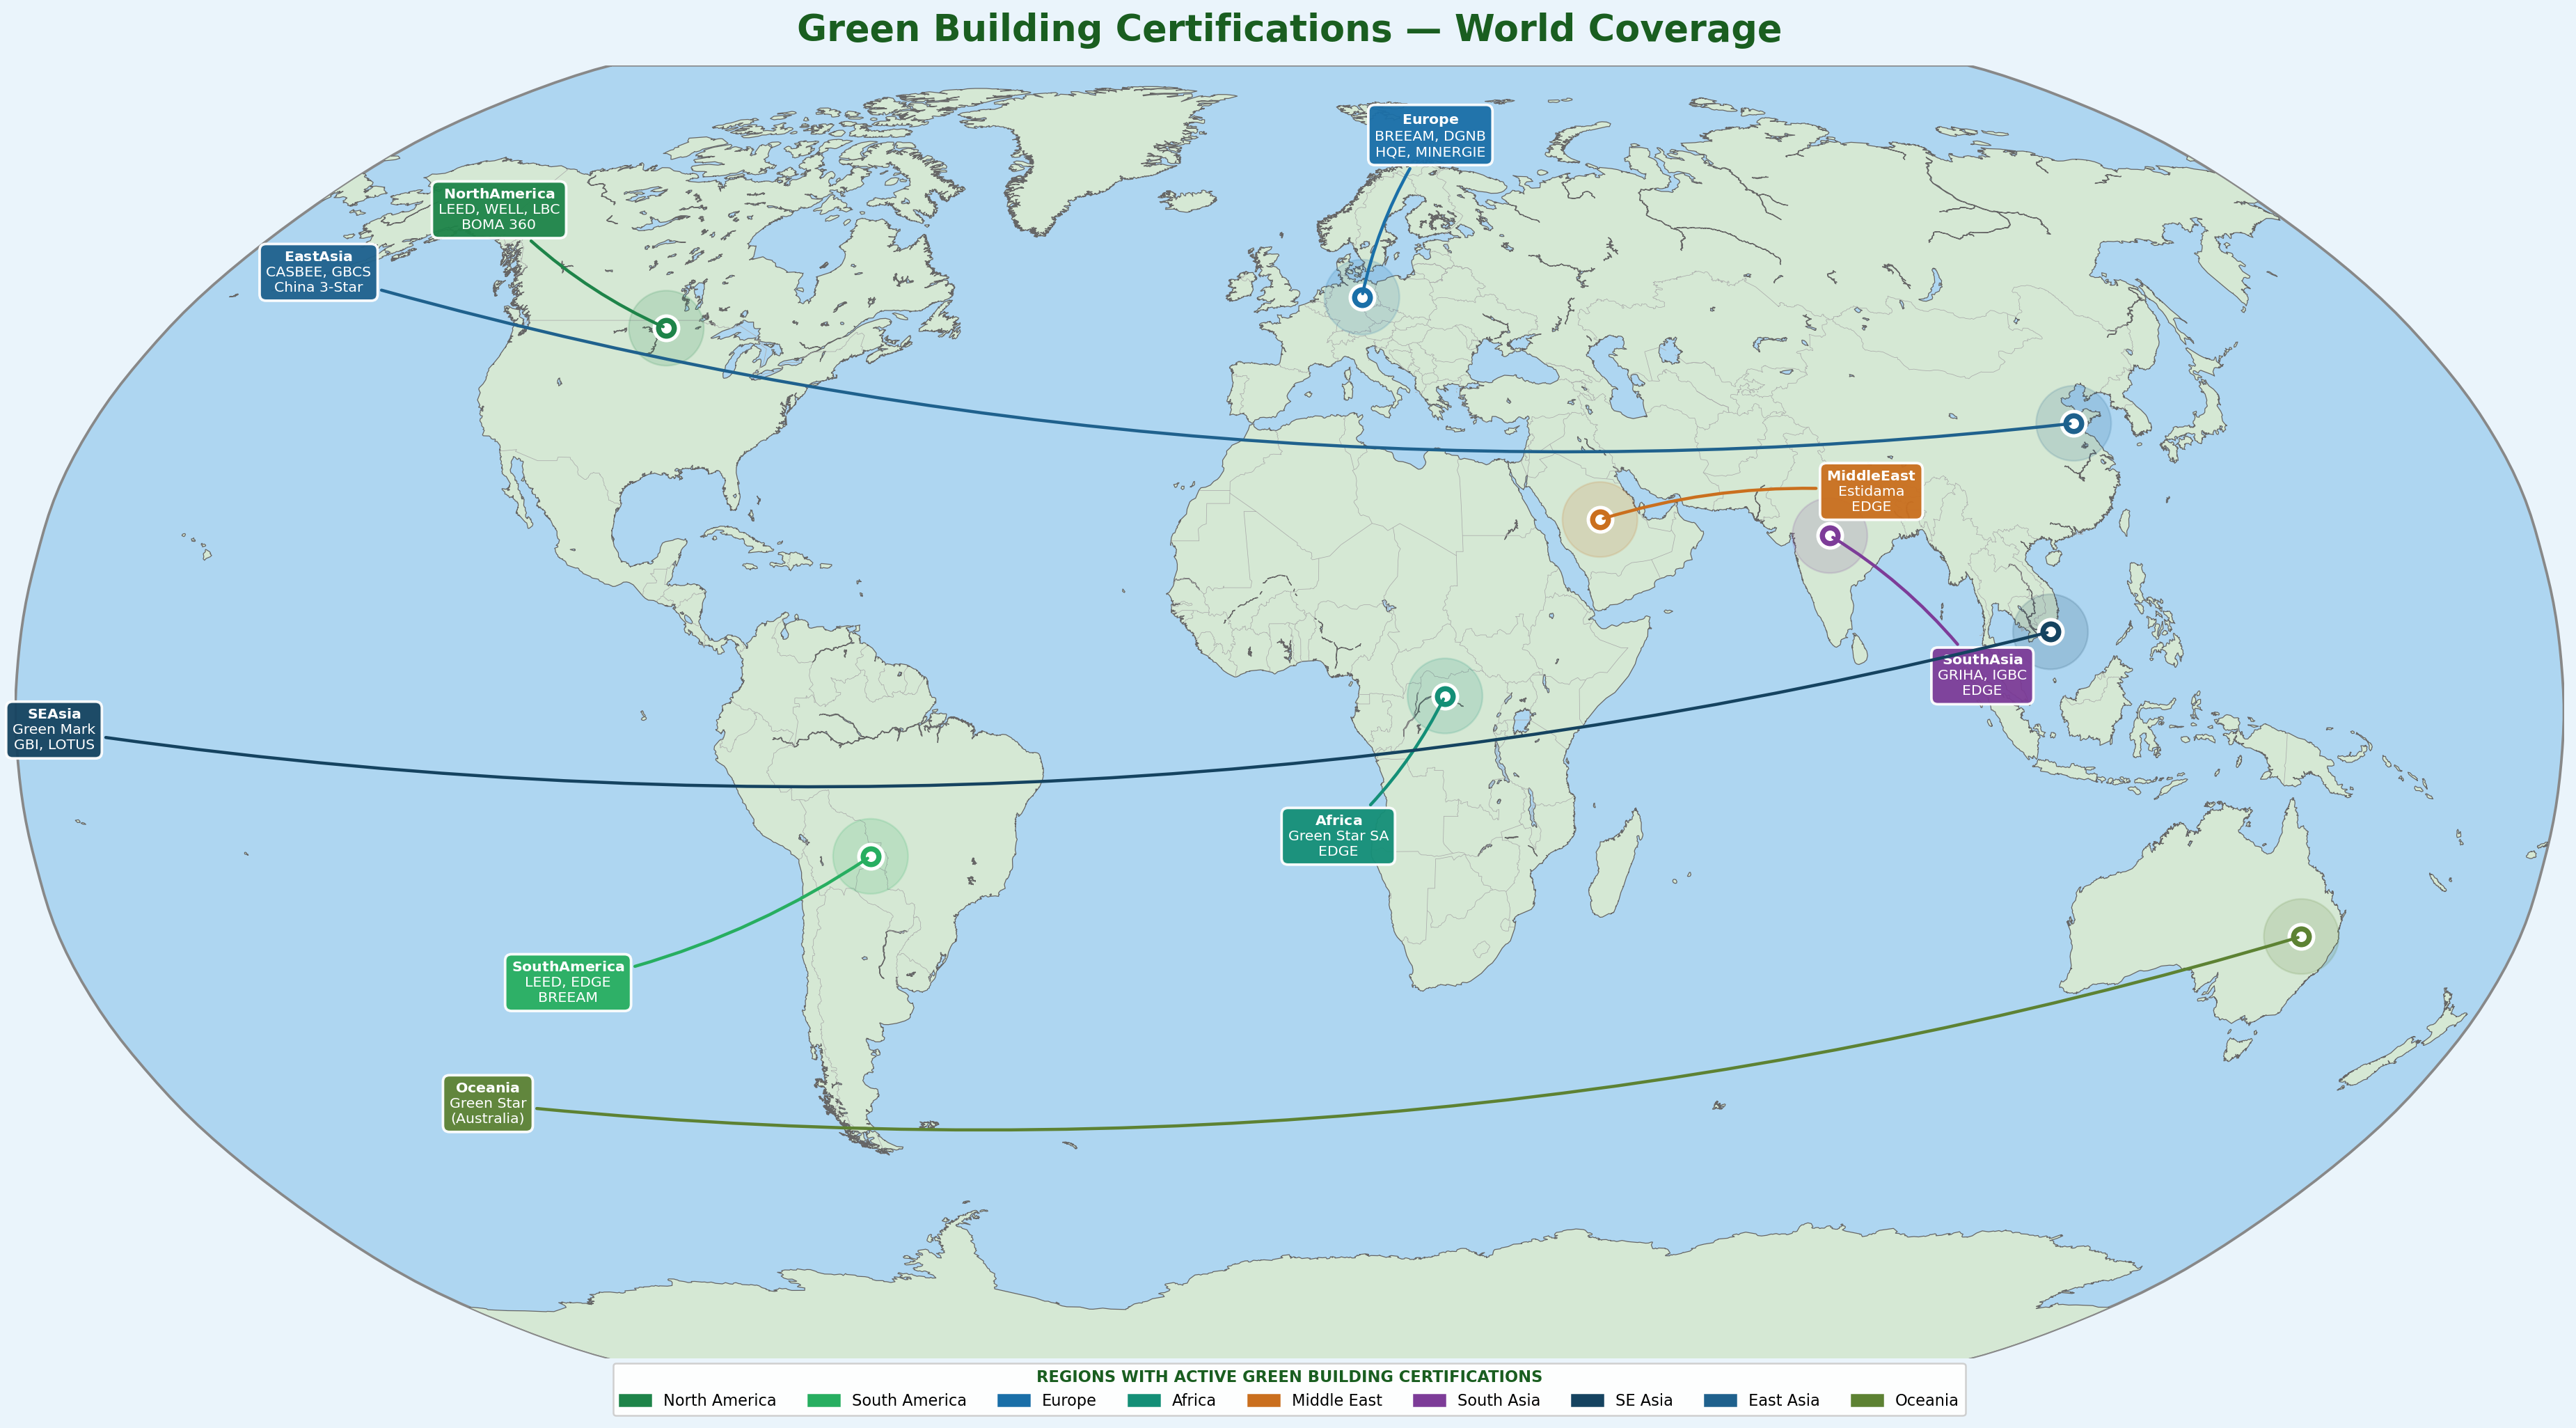 Green Building Certifications — World Coverage
Europe
BREEAM, DGNB
HQE, MINERGIE
NorthAmerica
LEED, WELL, LBC
BOMA 360
EastAsia
CASBEE, GBCS
China 3-Star
MiddleEast
Estidama
EDGE
SouthAsia
GRIHA, IGBC
EDGE
SEAsia
Green Mark
GBI, LOTUS
Africa
Green Star SA
EDGE
SouthAmerica
LEED, EDGE
BREEAM
Oceania
Green Star
(Australia)
REGIONS WITH ACTIVE GREEN BUILDING CERTIFICATIONS
North America South America Europe Africa Middle East South Asia SE Asia East Asia Oceania